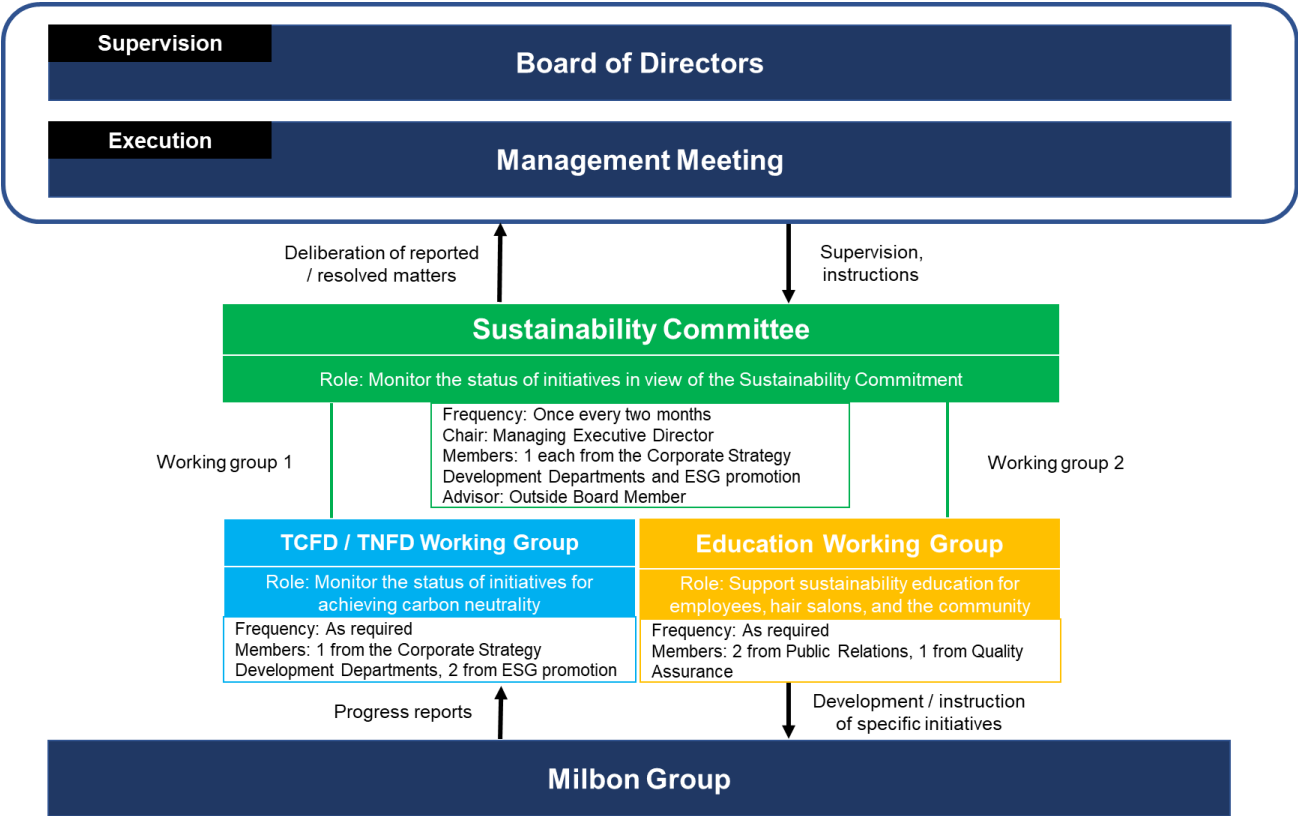 Supervision
Board of Directors
Execution
Management Meeting
Deliberation of reported
/ resolved matters
Supervision,
instructions
Sustainability Committee
Role: Monitor the status of initiatives in view of the Sustainability Commitment
Frequency: Once every two months
Chair: Managing Executive Director
Members: 1 each from the Corporate Strategy
Development Departments and ESG promotion
Advisor: Outside Board Member
Working group 1
Working group 2
TCFD / TNFD Working Group
Role: Monitor the status of initiatives for
achieving carbon neutrality
Frequency: As required
Members: 1 from the Corporate Strategy
Development Departments, 2 from ESG promotion
Education Working Group
Role: Support sustainability education for
employees, hair salons, and the community
Frequency: As required
Members: 2 from Public Relations, 1 from Quality
Assurance
Progress reports
Development / instruction
of specific initiatives
Milbon Group